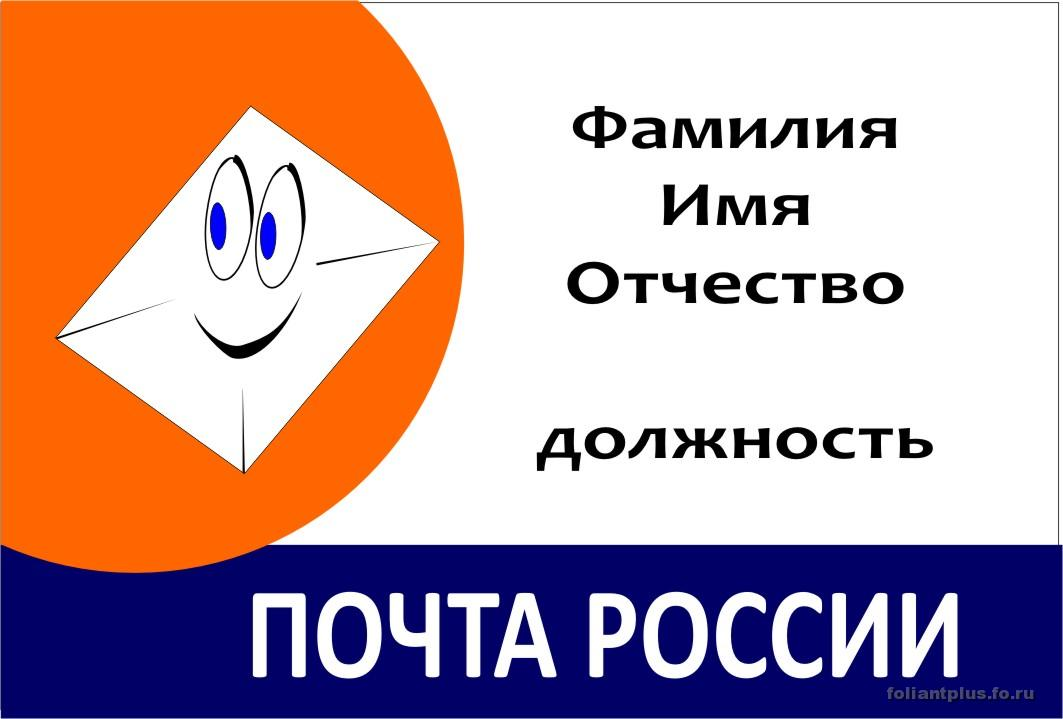 Фамилия
Имя
Отчество
должность
ПОЧТА РОССИИ
foliantplus.fo.ru